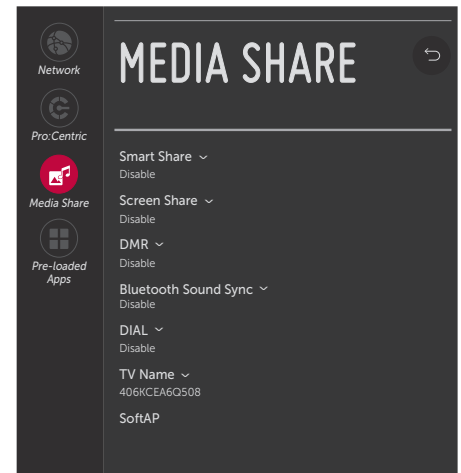 Network
Pro:Centric
Media Share
Pre-loaded
Apps
MEDIA SHARE
Smart Share
Disable
Screen Share
Disable
DMR
Disable
Bluetooth Sound Sync
Disable
DIAL
Disable
TV Name
406KCEA6Q508
SoftAP